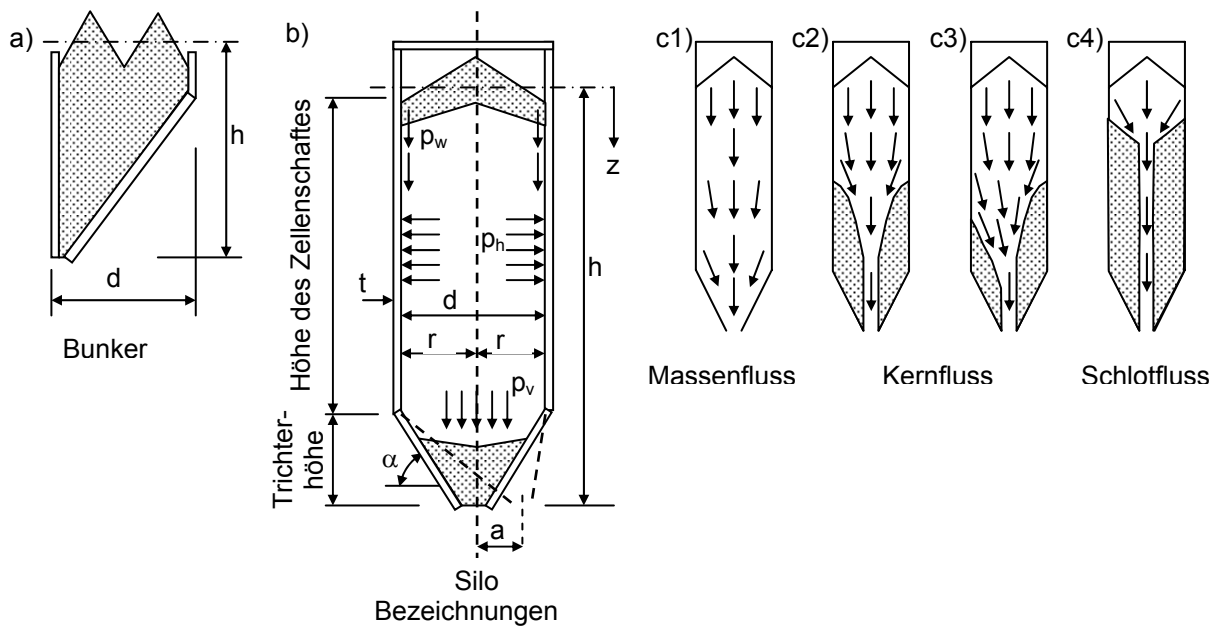 a)
h
d
Bunker
b)
Höhe des Zellenschaftes
Trichter-
höhe
p_w
z
p_h
t
d
h
r
r
p_v
α
a
Silo
Bezeichnungen
c1)
c2)
c3)
c4)
Massenfluss
Kernfluss
Schlotfluss